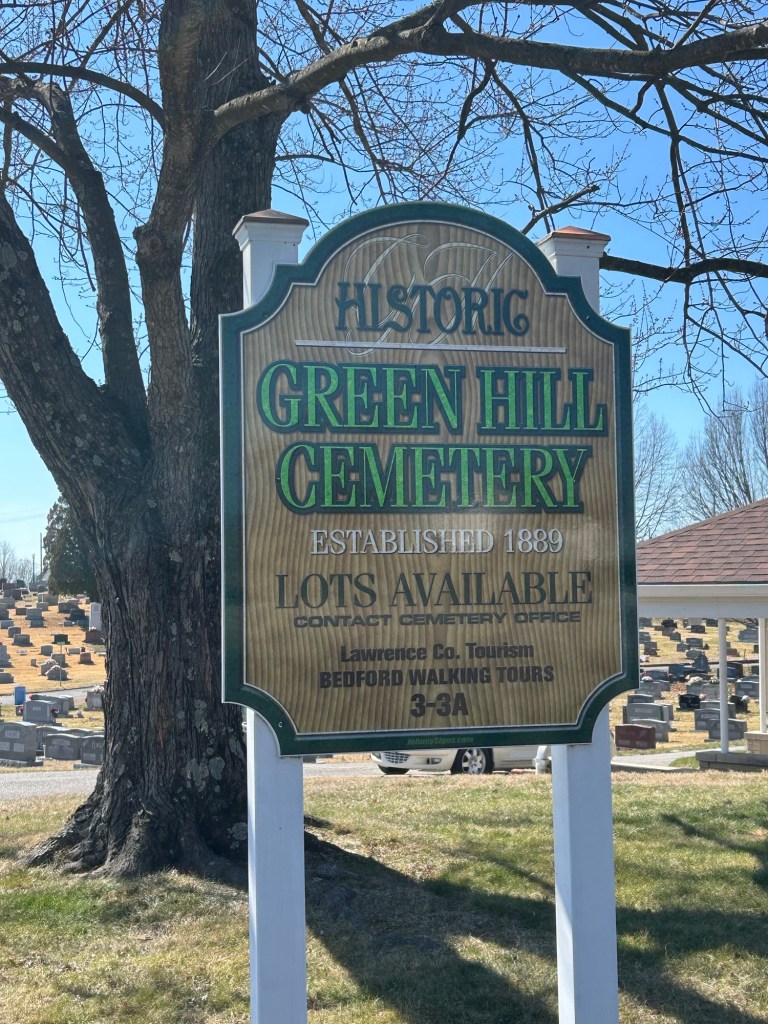 GH
HISTORIC
GREEN HILL
CEMETERY
ESTABLISHED 1889
LOTS AVAILABLE
CONTACT CEMETERY OFFICE
Lawrence Co. Tourism
BEDFORD WALKING TOURS
3-3A